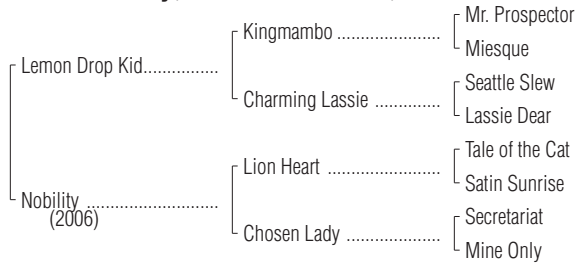 Mr. Prospector
Kingmambo
Miesque
Lemon Drop Kid
Seattle Slew
Charming Lassie
Lassie Dear
Tale of the Cat
Lion Heart
Satin Sunrise
Nobility
(2006)
Secretariat
Chosen Lady
Mine Only